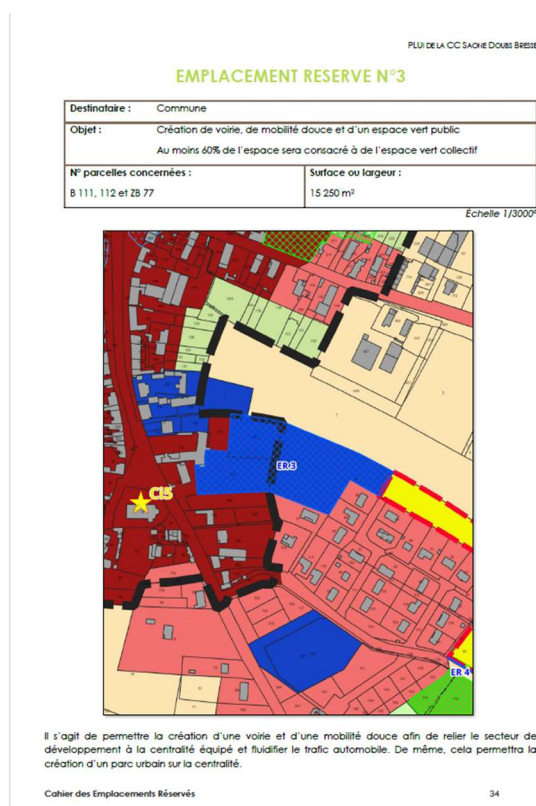 PLUI DE LA CC SAONE DOUBS BRESSE
EMPLACEMENT RESERVE N°3
Destinataire : Commune
Objet : Création de voirie, de mobilité douce et d'un espace vert public
Au moins 60% de l'espace sera consacré à de l'espace vert collectif
N° parcelles concernées : Surface ou largeur :
B 111, 112 et ZB 77 15 250 m²
Échelle 1/3000e
ER 3
CI5
ER 4
Il s'agit de permettre la création d'une voirie et d'une mobilité douce afin de relier le secteur de
développement à la centralité équipé et fluidifier le trafic automobile. De même, cela permettra la
création d'un parc urbain sur la centralité.
Cahier des Emplacements Réservés 34